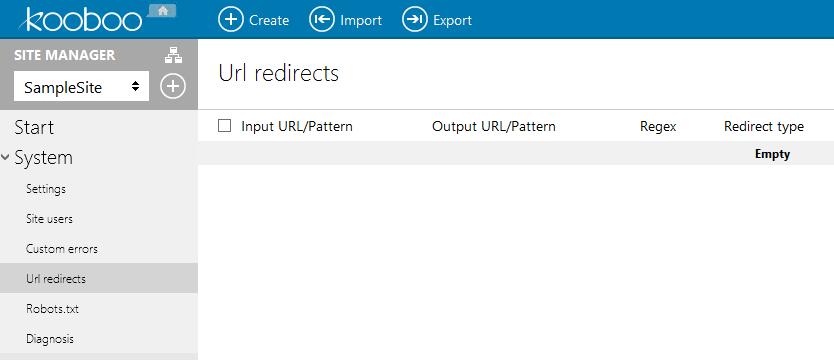 kooboo
Create Import Export
SITE MANAGER
SampleSite
Start
System
Settings
Site users
Custom errors
Url redirects
Robots.txt
Diagnosis
Url redirects
Input URL/Pattern Output URL/Pattern Regex Redirect type
Empty